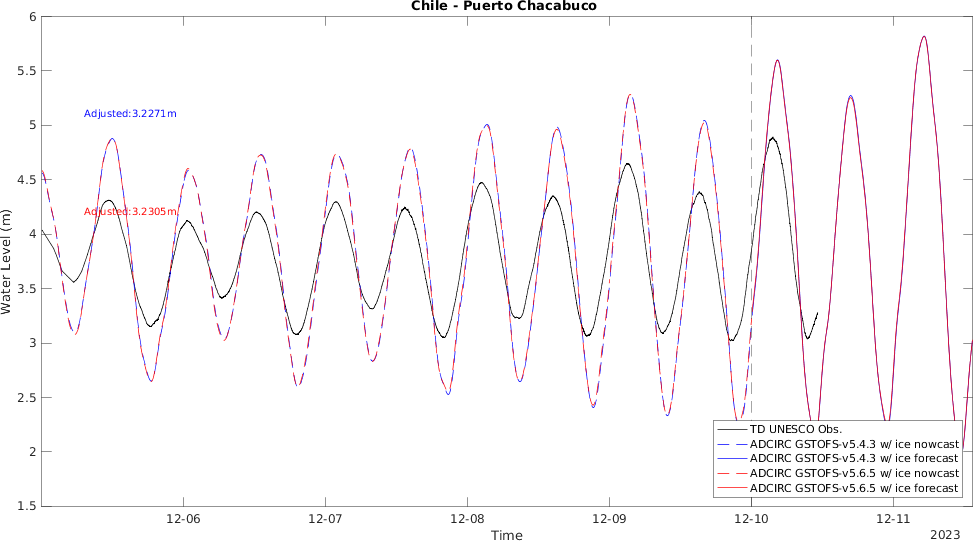 Chile - Puerto Chacabuco
6
5.5
5
4.5
4
3.5
3
2.5
2
1.5
Water Level (m)
Adjusted:3.2271m
Adjusted:3.2305m
TD UNESCO Obs.
ADCIRC GSTOFS-v5.4.3 w/ ice nowcast
ADCIRC GSTOFS-v5.4.3 w/ ice forecast
ADCIRC GSTOFS-v5.6.5 w/ ice nowcast
ADCIRC GSTOFS-v5.6.5 w/ ice forecast
12-06 12-07 12-08 12-09 12-10 12-11
Time
2023